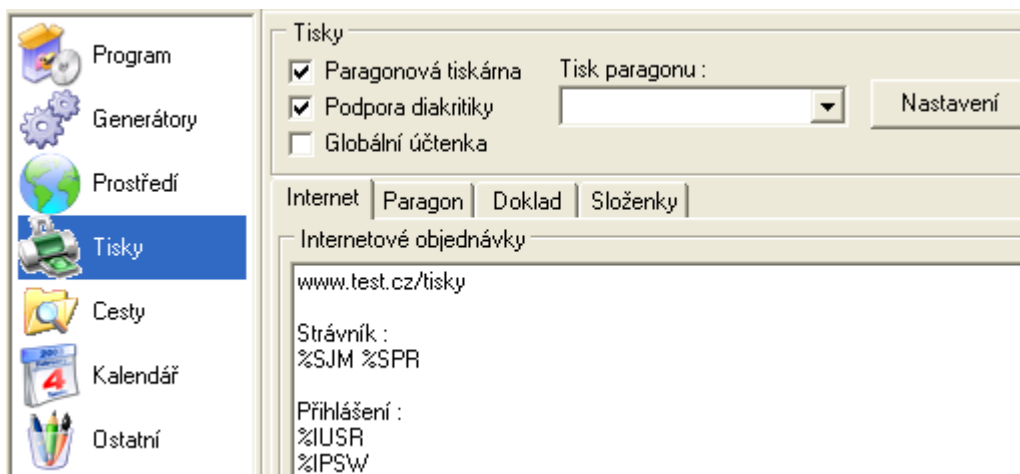 Program
Generátory
Prostředí
Tisky
Cesty
Kalendář
Ostatní
Tisky
Paragonová tiskárna
Tisk paragonu :
Podpora diakritiky
Nastavení
Globální účtenka
Internet Paragon Doklad Složenky
Internetové objednávky
www.test.cz/tisky
Strávník :
%SJM %SPR
Přihlášení :
%IUSR
%IPSW